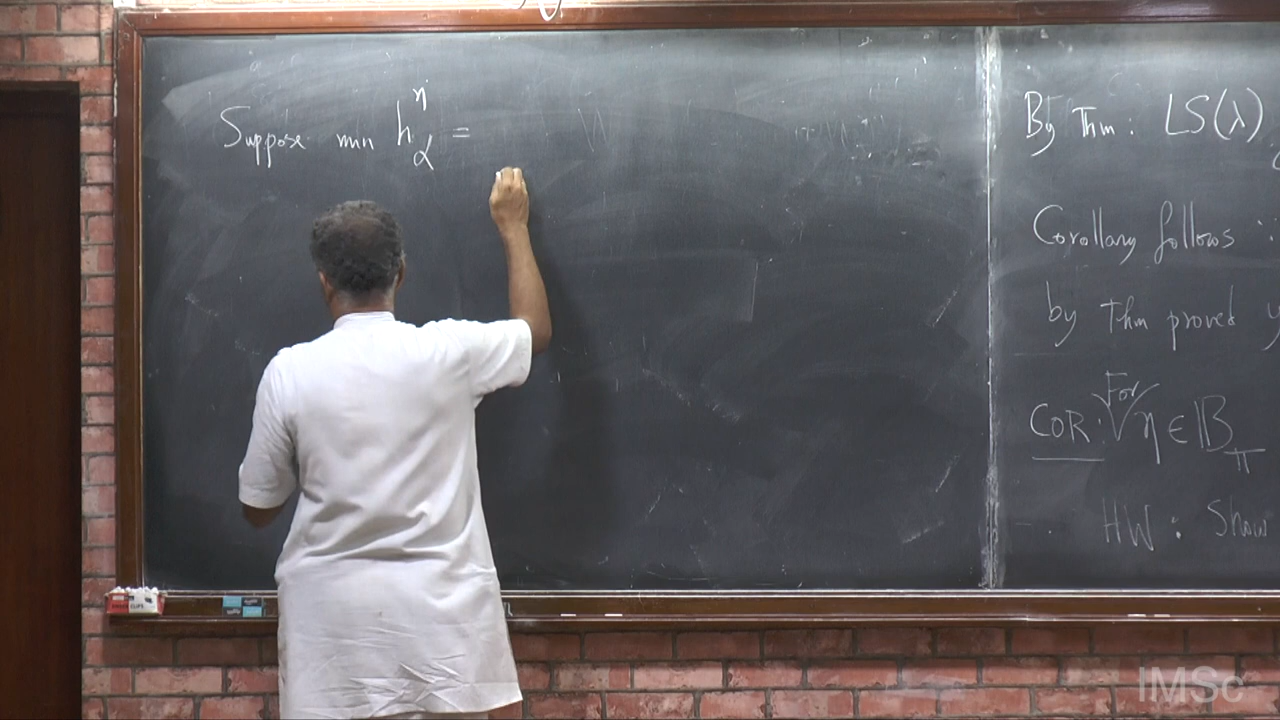 Suppose min h^η_α =
By Thm: LS(λ)
Corollary follows :
by Thm proved y
COR: For η ∈ 𝔹_π
HW: Show
IMSc